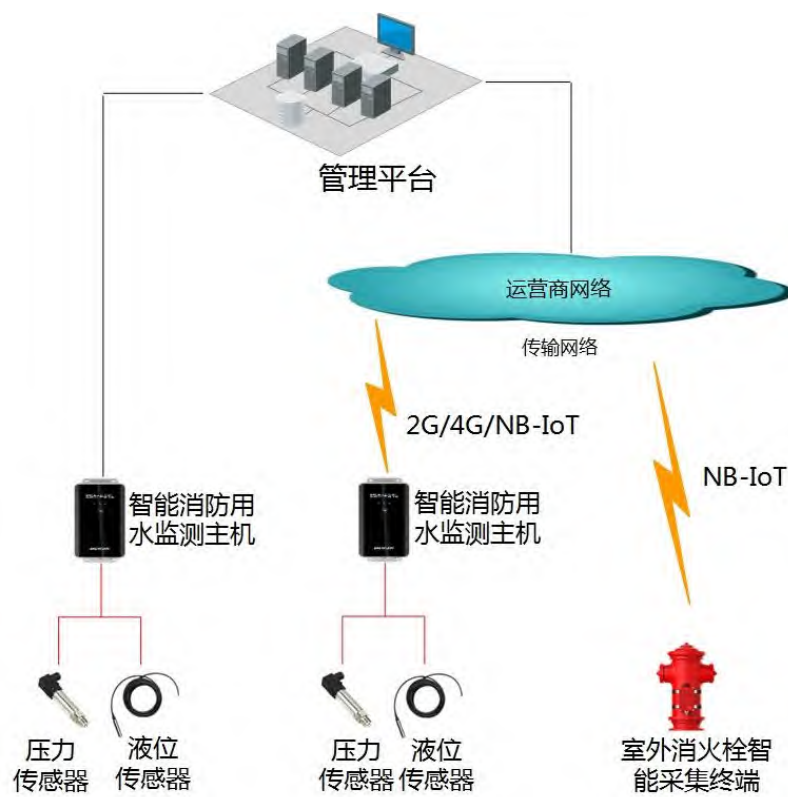 管理平台
运营商网络
传输网络
2G/4G/NB-IoT
NB-IoT
智能消防用
水监测主机
智能消防用
水监测主机
压力
传感器
液位
传感器
压力
传感器
液位
传感器
室外消火栓智
能采集终端